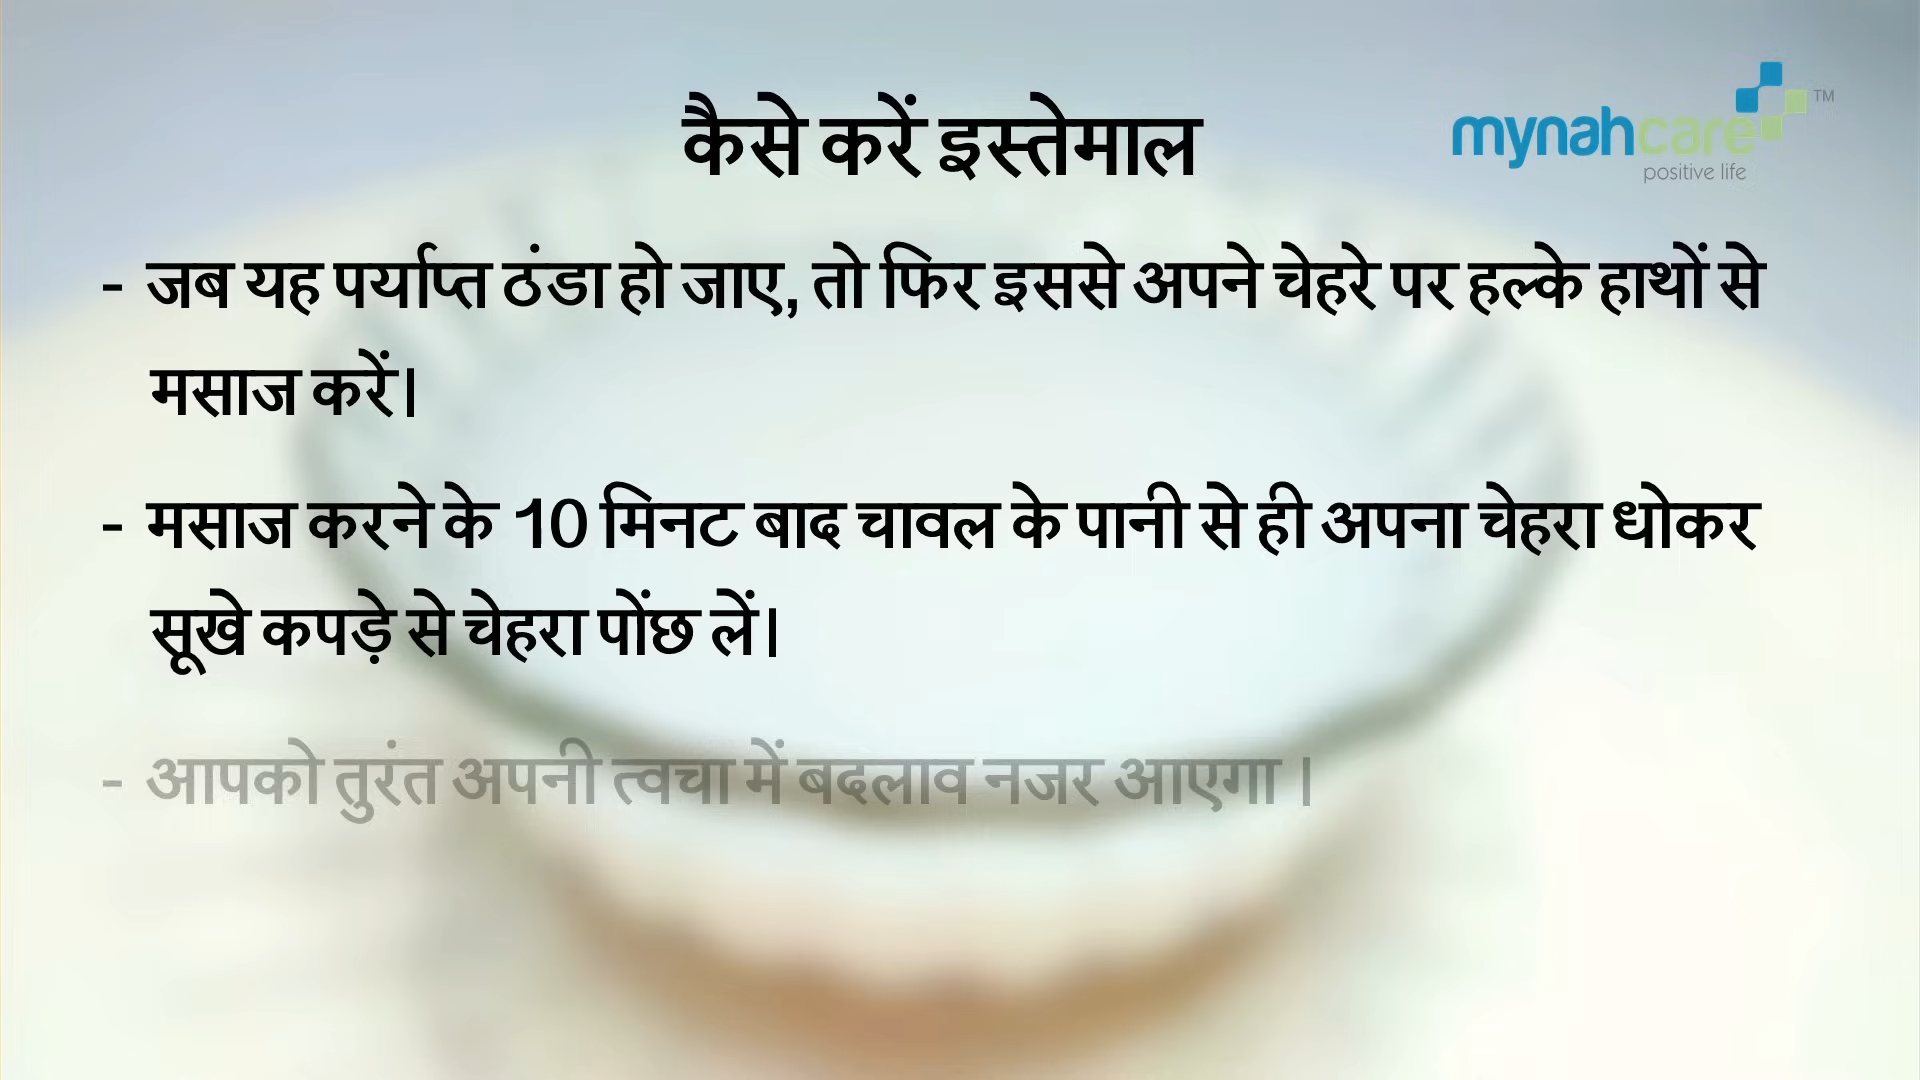 mynahcare TM
positive life
कैसे करें इस्तेमाल
- जब यह पर्याप्त ठंडा हो जाए, तो फिर इससे अपने चेहरे पर हल्के हाथों से
मसाज करें।
- मसाज करने के 10 मिनट बाद चावल के पानी से ही अपना चेहरा धोकर
सूखे कपड़े से चेहरा पोंछ लें।
- आपको तुरंत अपनी त्वचा में बदलाव नजर आएगा ।